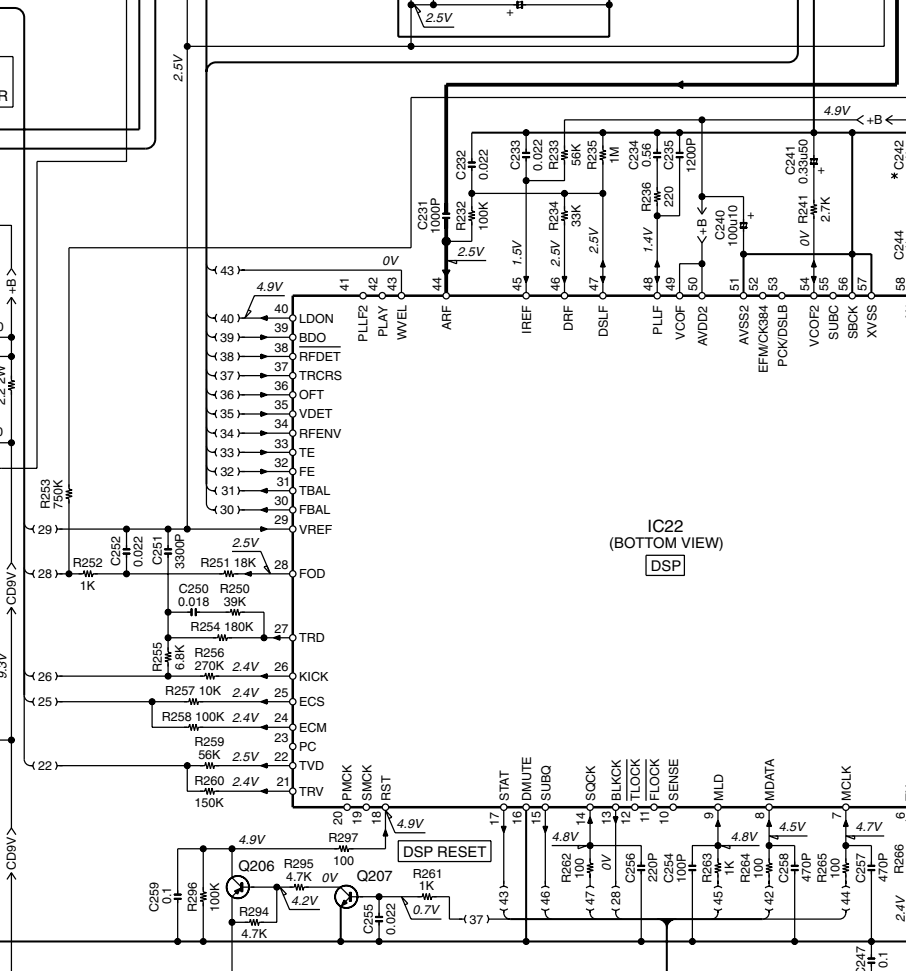 2.5V
+
2.5V
R
4.9V
+B
C232
0.022
C233
0.022
R233
56K
R235
1M
C234
0.56
C235
1200P
C241
0.33u50
+
*C242
C231
1000P
R232
100K
R234
33K
R236
220
C240
100u10
+
R241
2.7K
C244
+B
2.5V
1.5V
2.5V
2.5V
1.4V
0V
+B
43
0V
4.9V
41
42
43
44
45
46
47
48
49
50
51
52
53
54
55
56
57
58
PLLF2
PLAY
WVEL
ARF
IREF
DRF
DSLF
PLLF
VCOF
AVDD2
AVSS2
EFM/CK384
PCK/DSLB
VCOF2
SUBC
SBCK
XVSS
40
40
LDON
39
39
BDO
38
38
RFDET
37
37
TRCRS
36
36
OFT
35
35
VDET
34
34
RFENV
33
33
TE
32
32
FE
31
31
TBAL
30
30
FBAL
29
29
VREF
2.2 2W
R253
750K
C252
0.022
C251
3300P
2.5V
28
R252
1K
R251 18K
28
FOD
C250
0.018
R250
39K
R254 180K
27
TRD
R255
6.8K
R256
270K
2.4V
26
26
KICK
25
R257 10K
2.4V
25
ECS
R258 100K
2.4V
24
ECM
23
PC
R259
56K
2.5V
22
22
TVD
R260
150K
2.4V
21
TRV
CD9V
9.3V
CD9V
IC22
(BOTTOM VIEW)
DSP
PMCK
SMCK
RST
STAT
DMUTE
SUBQ
SQCK
BLKCK
TLOCK
FLOCK
SENSE
MLD
MDATA
MCLK
20
19
18
17
16
15
14
13
12
11
10
9
8
7
6
4.9V
R297
100
4.9V
DSP RESET
4.8V
4.8V
4.5V
4.7V
C259
0.1
R296
100K
Q206
R295
4.7K
0V
Q207
4.2V
R294
4.7K
C255
0.022
R261
1K
0.7V
37
43
46
R262
100
47
0V
28
C256
220P
C254
100P
R263
1K
45
R264
100
42
C258
470P
R265
100
44
C257
470P
R266
2.4V
C247
0.1